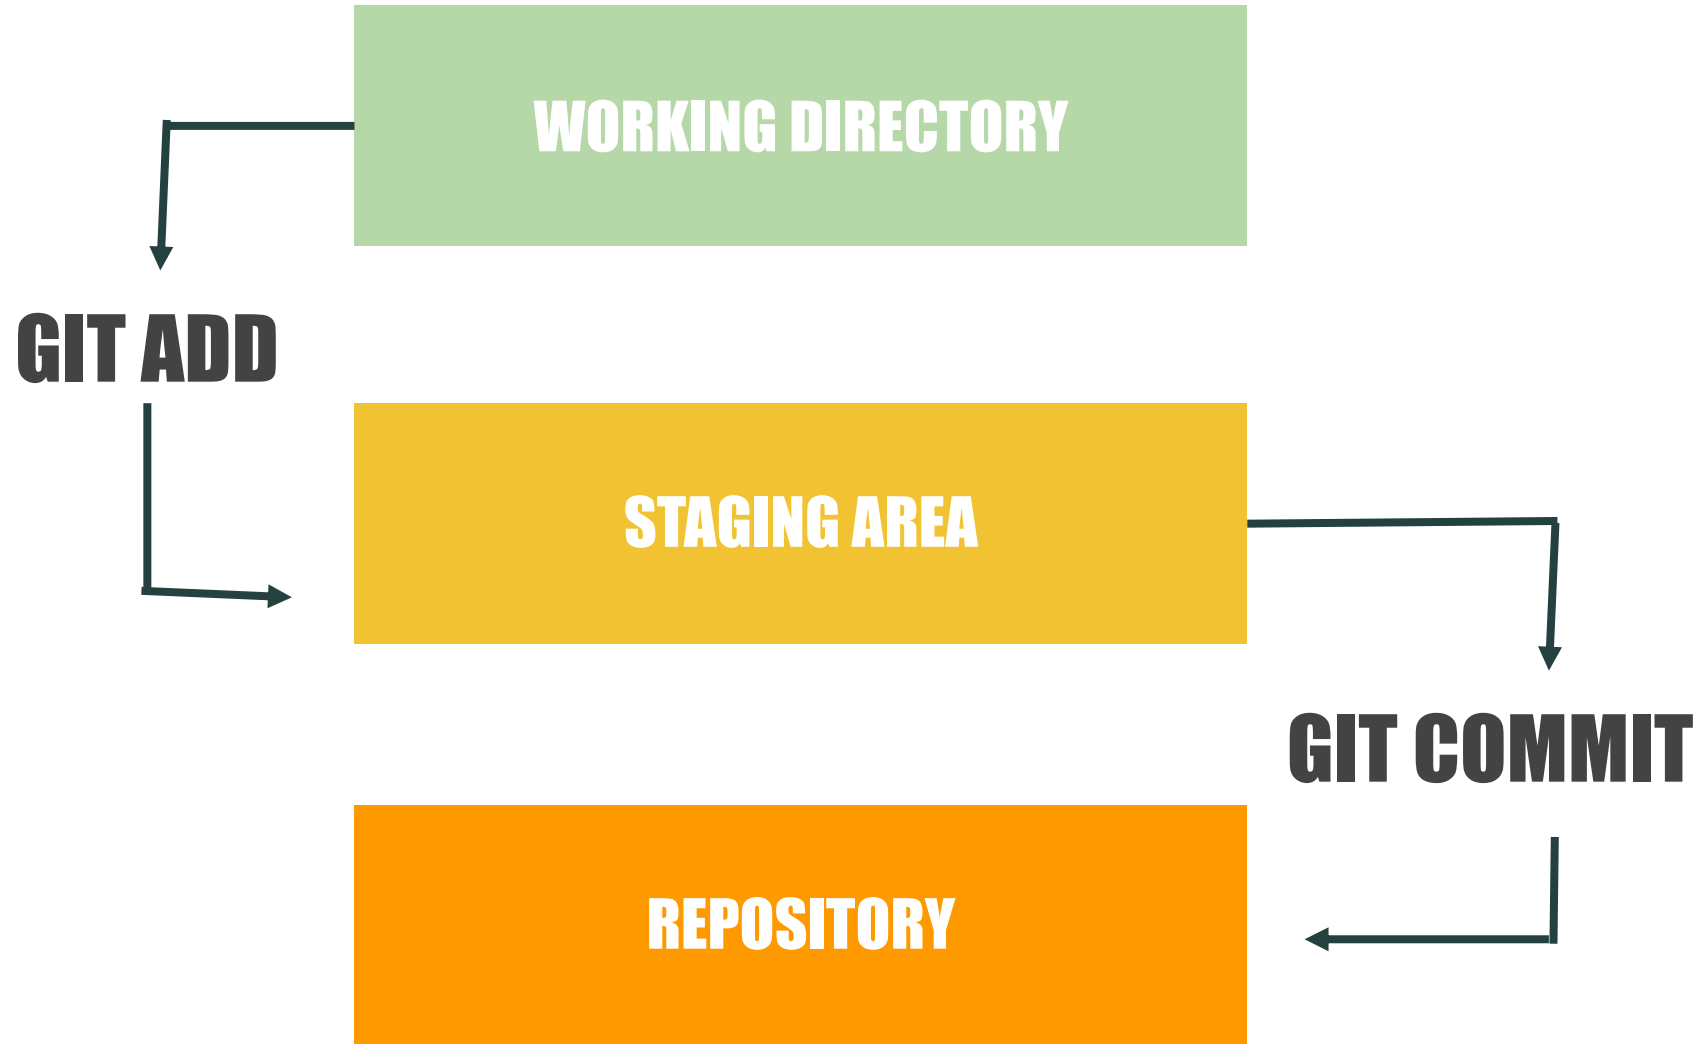 WORKING DIRECTORY
GIT ADD
STAGING AREA
GIT COMMIT
REPOSITORY